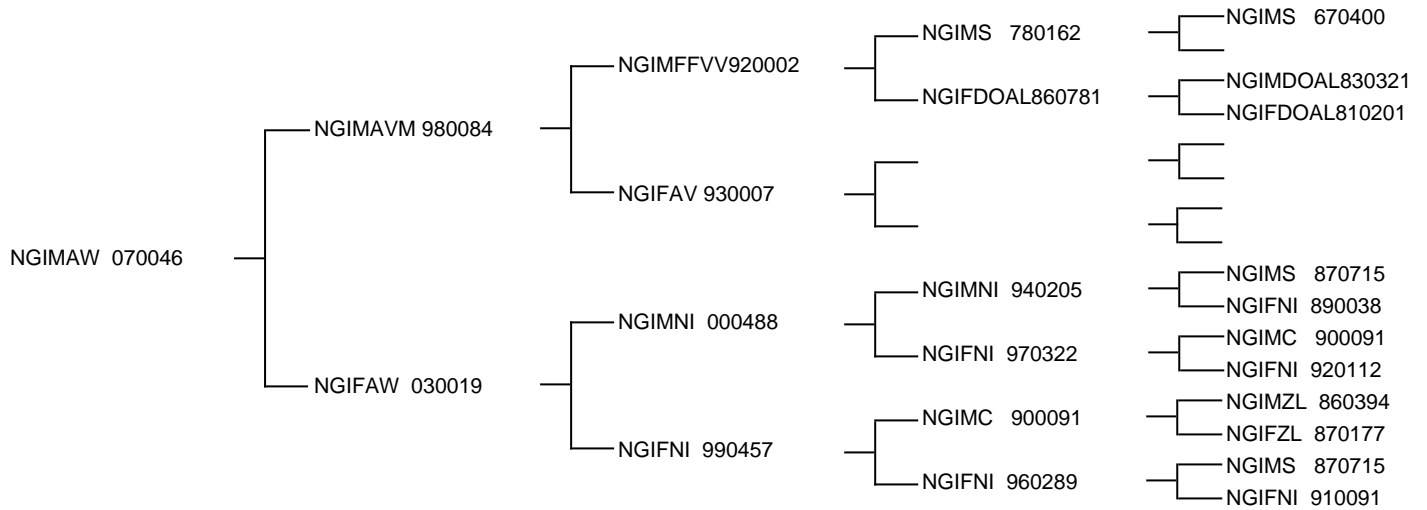 NGIMS 670400
NGIMS 780162
NGIMFFVV920002
NGIMDOAL830321
NGIFDOAL860781
NGIFDOAL810201
NGIMAVM 980084
NGIFAV 930007
NGIMAW 070046
NGIMS 870715
NGIMNI 940205
NGIFNI 890038
NGIMNI 000488
NGIMC 900091
NGIFNI 970322
NGIFNI 920112
NGIFAW 030019
NGIMZL 860394
NGIMC 900091
NGIFZL 870177
NGIFNI 990457
NGIMS 870715
NGIFNI 960289
NGIFNI 910091